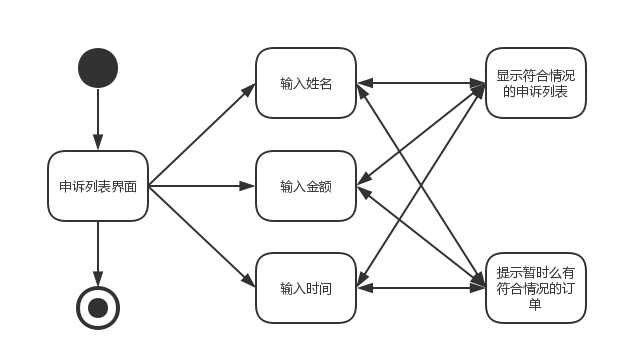 输入姓名
显示符合情况
的申诉列表
申诉列表界面
输入金额
输入时间
提示暂时么有
符合情况的订
单